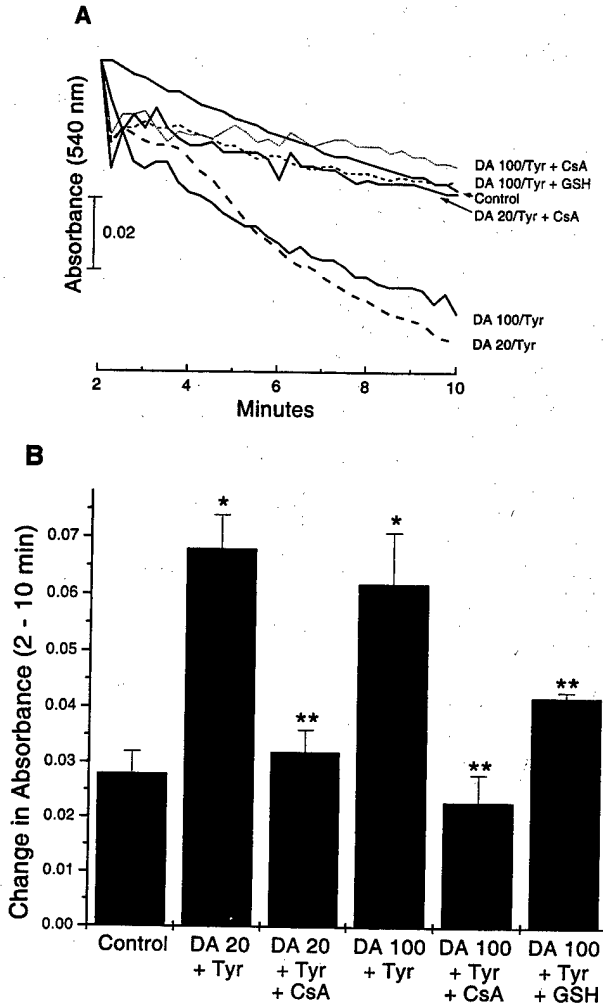 A
Absorbance (540 nm)
0.02
DA 100/Tyr + CsA
DA 100/Tyr + GSH
Control
DA 20/Tyr + CsA
DA 100/Tyr
DA 20/Tyr
2 4 6 8 10
Minutes
B
Change in Absorbance (2 - 10 min)
0.07
0.06
0.05
0.04
0.03
0.02
0.01
0.00
*
**
*
**
**
Control
DA 20
+ Tyr
DA 20
+ Tyr
+ CsA
DA 100
+ Tyr
DA 100
+ Tyr
+ CsA
DA 100
+ Tyr
+ GSH